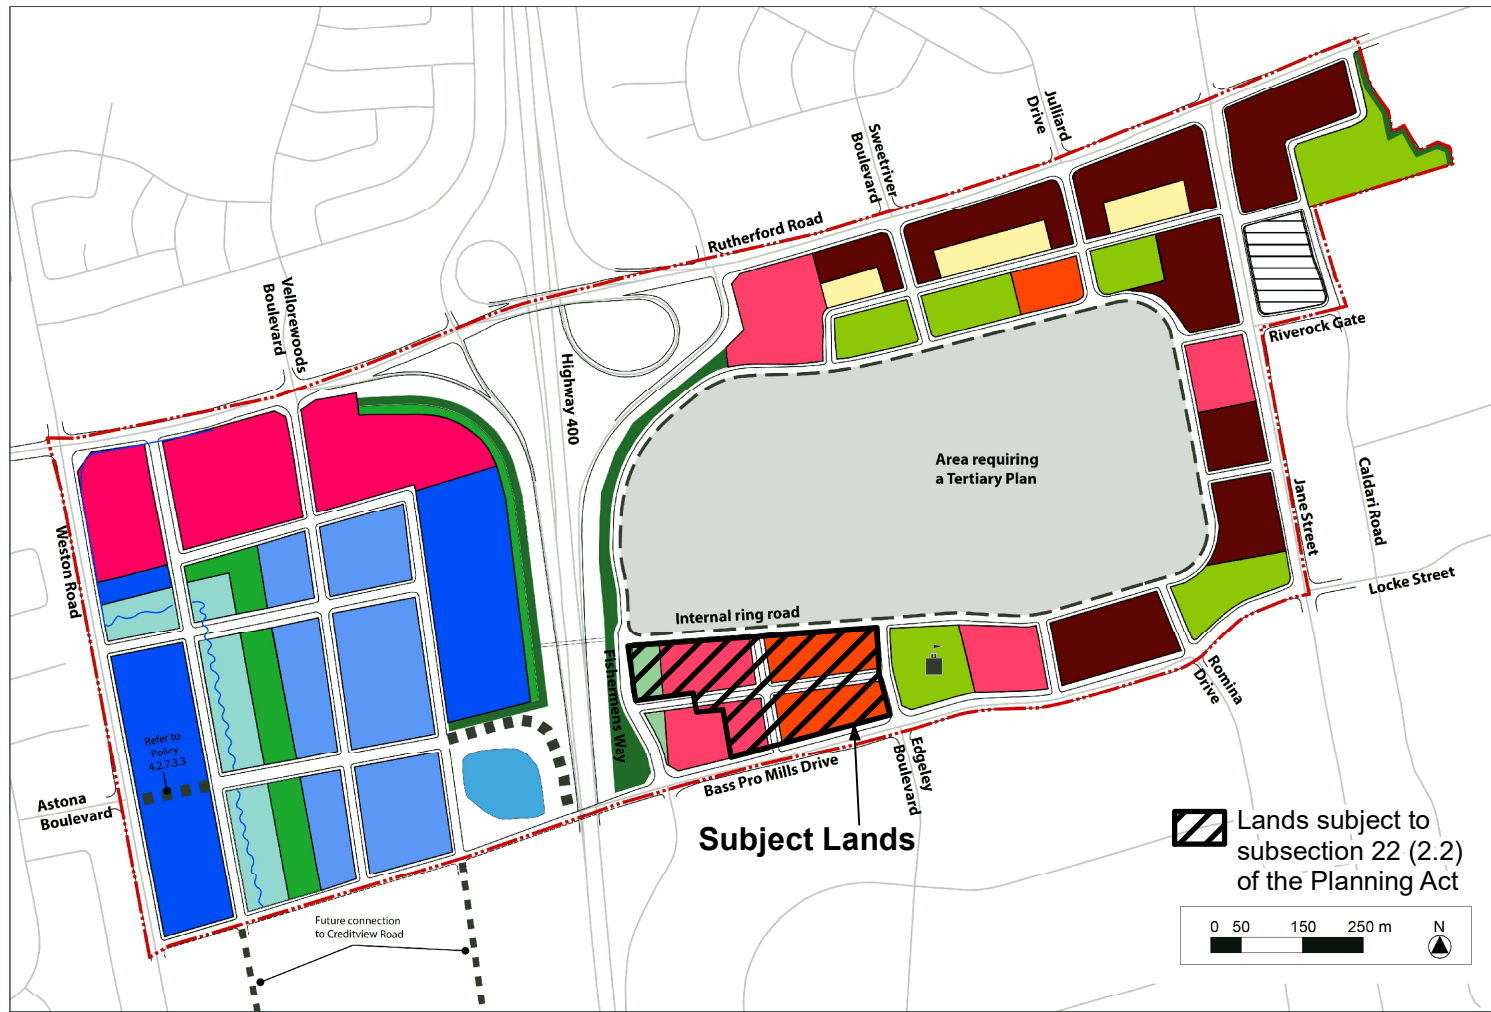 Julliard
Drive
Sweetriver
Boulevard
Rutherford Road
Vellorewoods
Boulevard
Highway 400
Riverock Gate
Area requiring
a Tertiary Plan
Caldari Road
Jane Street
Weston Road
Locke Street
Internal ring road
Fishermens Way
Romina
Drive
Refer to
Policy
4.2.7.3.3
Edgeley
Boulevard
Bass Pro Mills Drive
Astona
Boulevard
Subject Lands
Lands subject to
subsection 22 (2.2)
of the Planning Act
Future connection
to Creditview Road
0 50 150 250 m
N